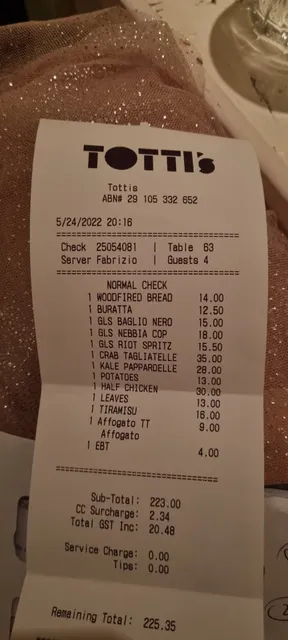 TOTTI's
Tottis
ABN# 29 105 332 652
5/24/2022 20:16
Check 25054081 | Table 63
Server Fabrizio | Guests 4
NORMAL CHECK
1 WOODFIRED BREAD 14.00
1 BURATTA 12.50
1 GLS BAGLIO NERO 15.00
1 GLS NEBBIA COP 18.00
1 GLS RIOT SPRITZ 15.50
1 CRAB TAGLIATELLE 35.00
1 KALE PAPPARDELLE 28.00
1 POTATOES 13.00
1 HALF CHICKEN 30.00
1 LEAVES 13.00
1 TIRAMISU 16.00
1 Affogato TT 9.00
Affogato
1 EBT 4.00
Sub-Total: 223.00
CC Surcharge: 2.34
Total GST Inc: 20.48
Service Charge: 0.00
Tips: 0.00
Remaining Total: 225.35